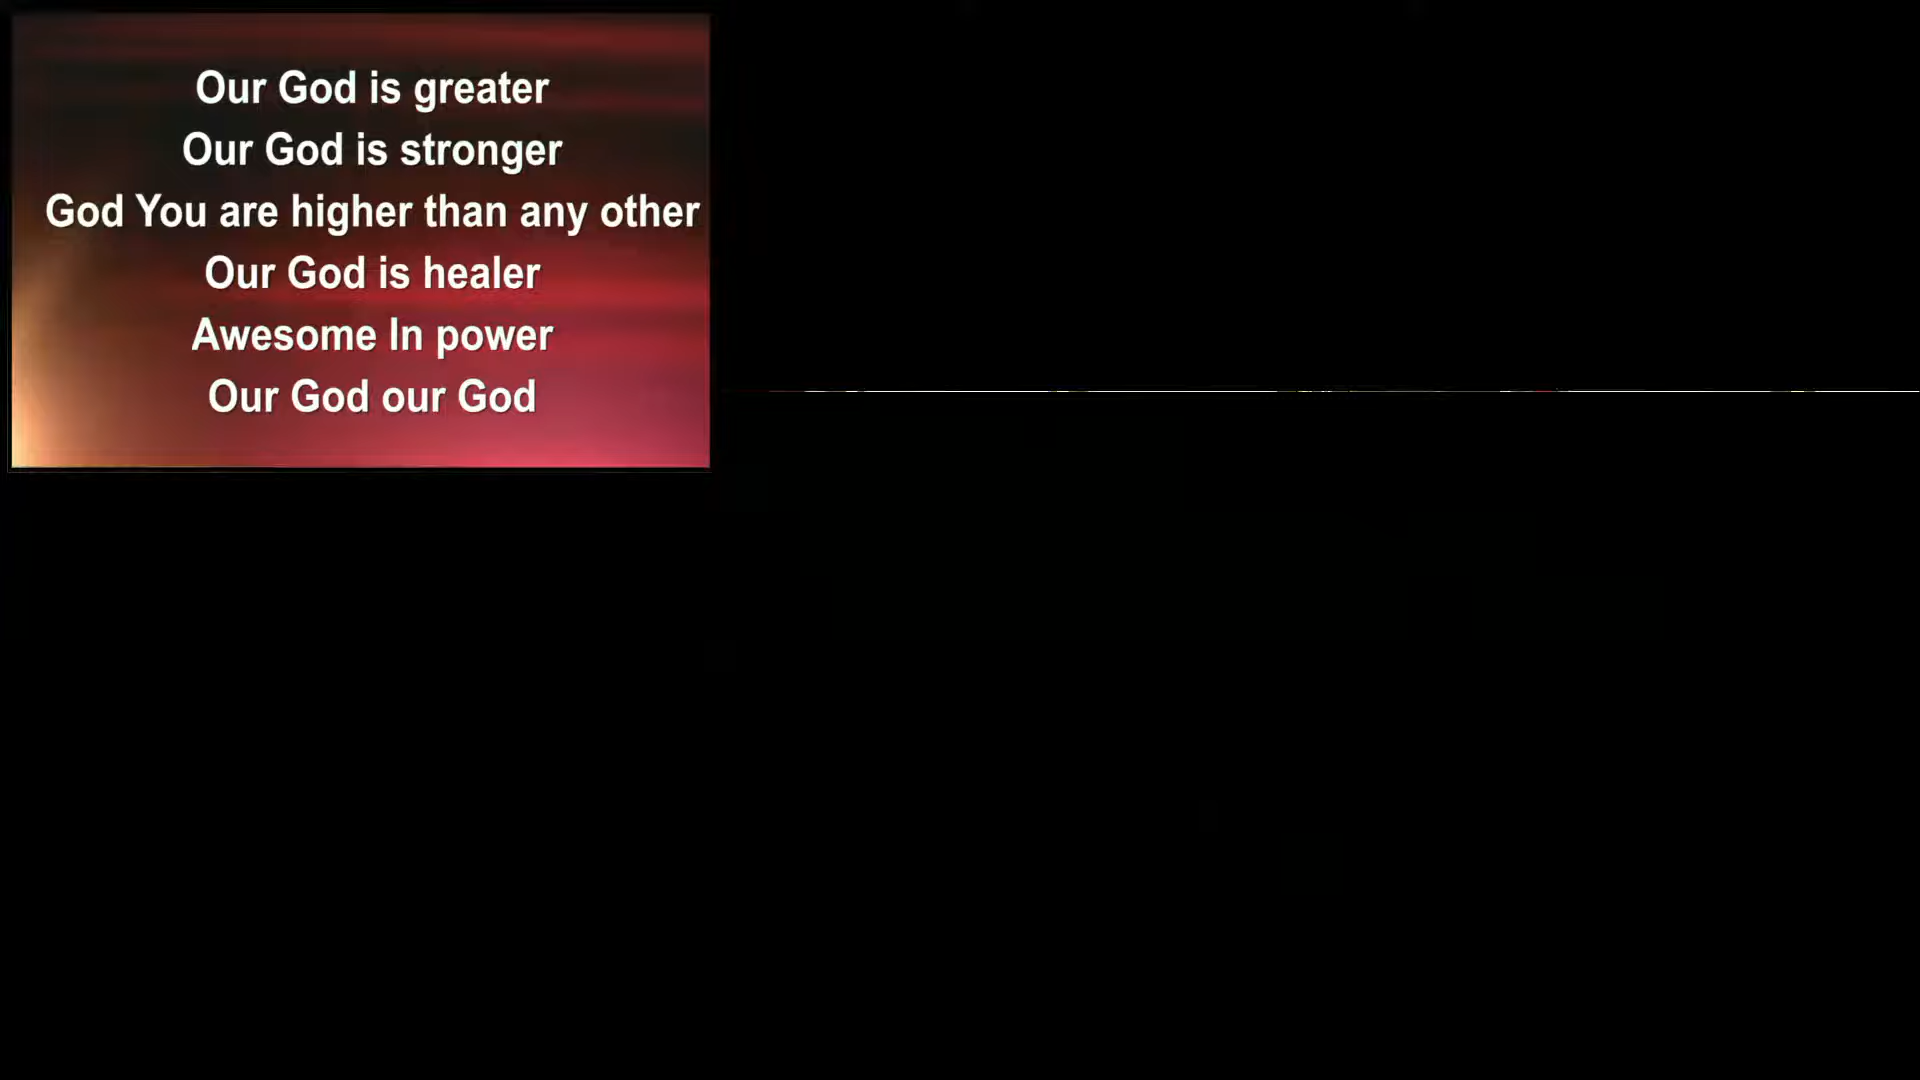 Our God is greater
Our God is stronger
God You are higher than any other
Our God is healer
Awesome In power
Our God our God